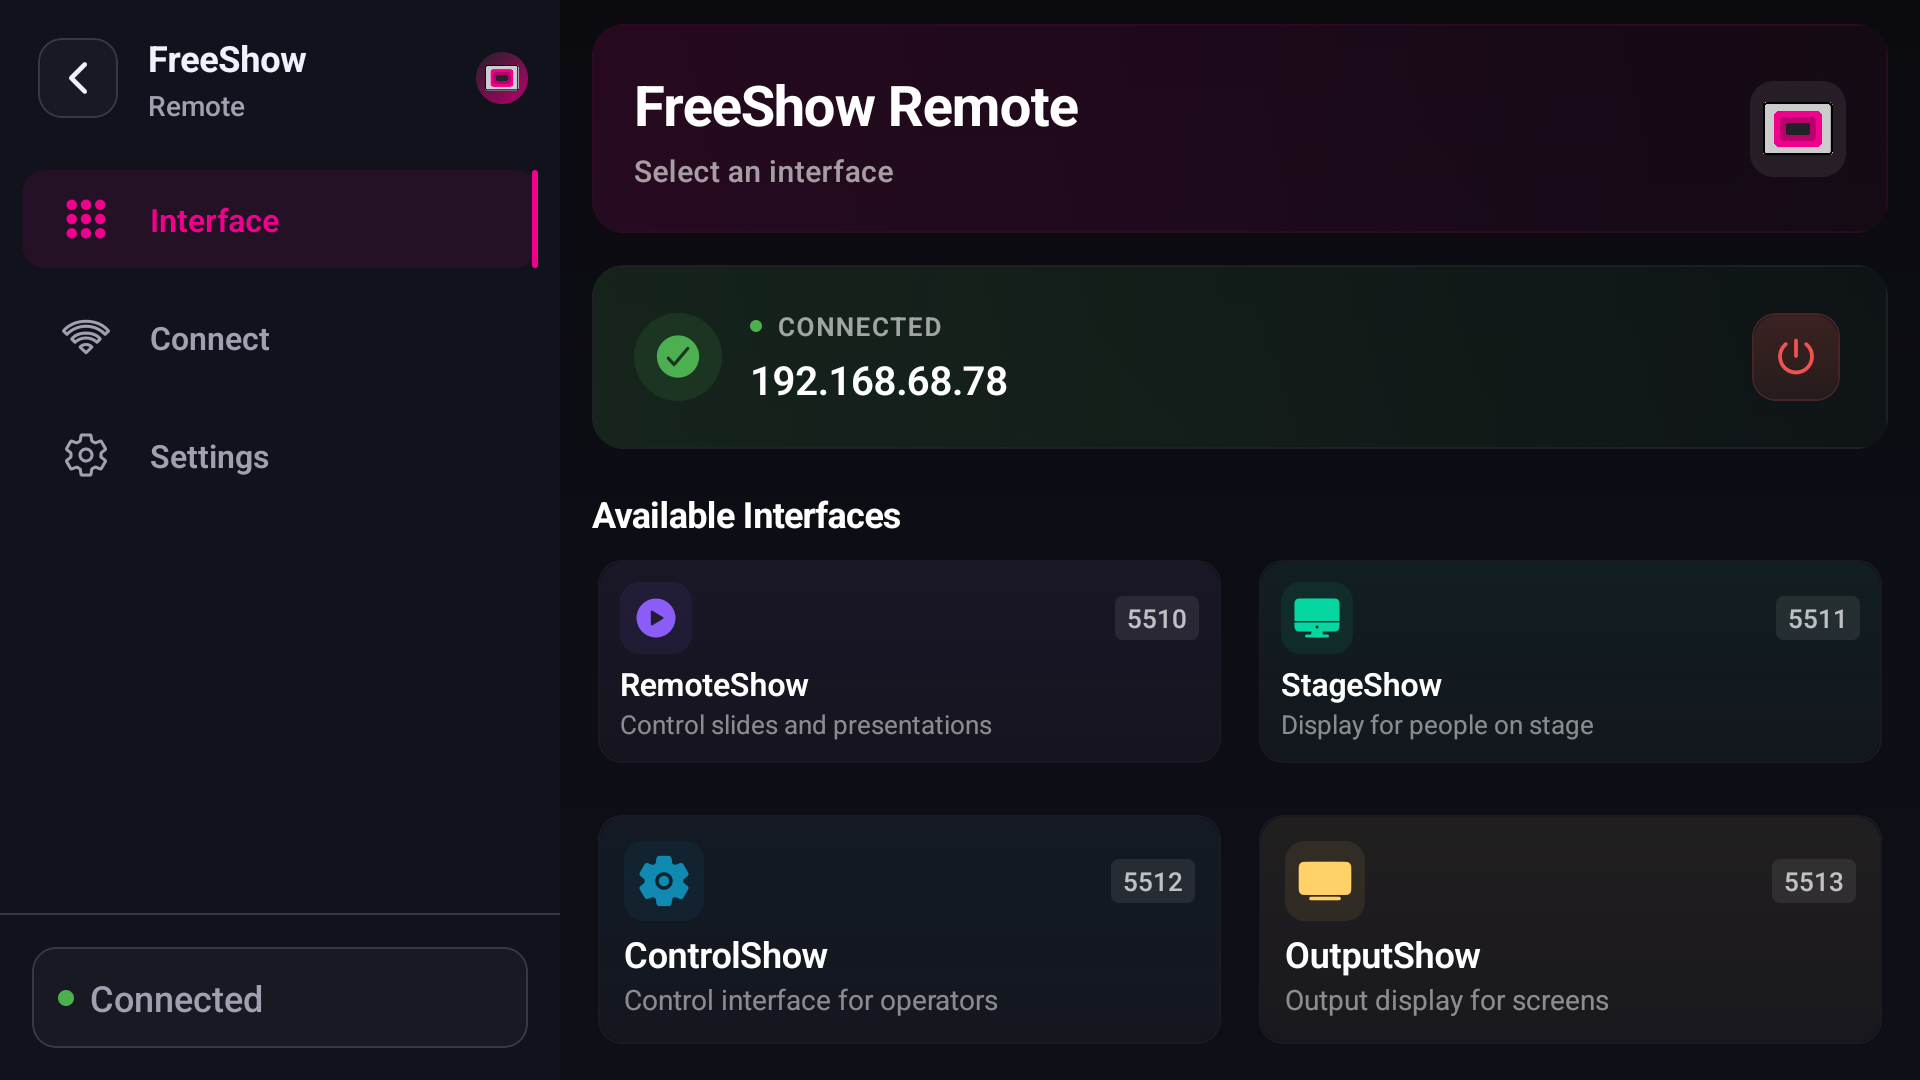 FreeShow
Remote
Interface
Connect
Settings
Connected
FreeShow Remote
Select an interface
CONNECTED
192.168.68.78
Available Interfaces
5510
RemoteShow
Control slides and presentations
5511
StageShow
Display for people on stage
5512
ControlShow
Control interface for operators
5513
OutputShow
Output display for screens